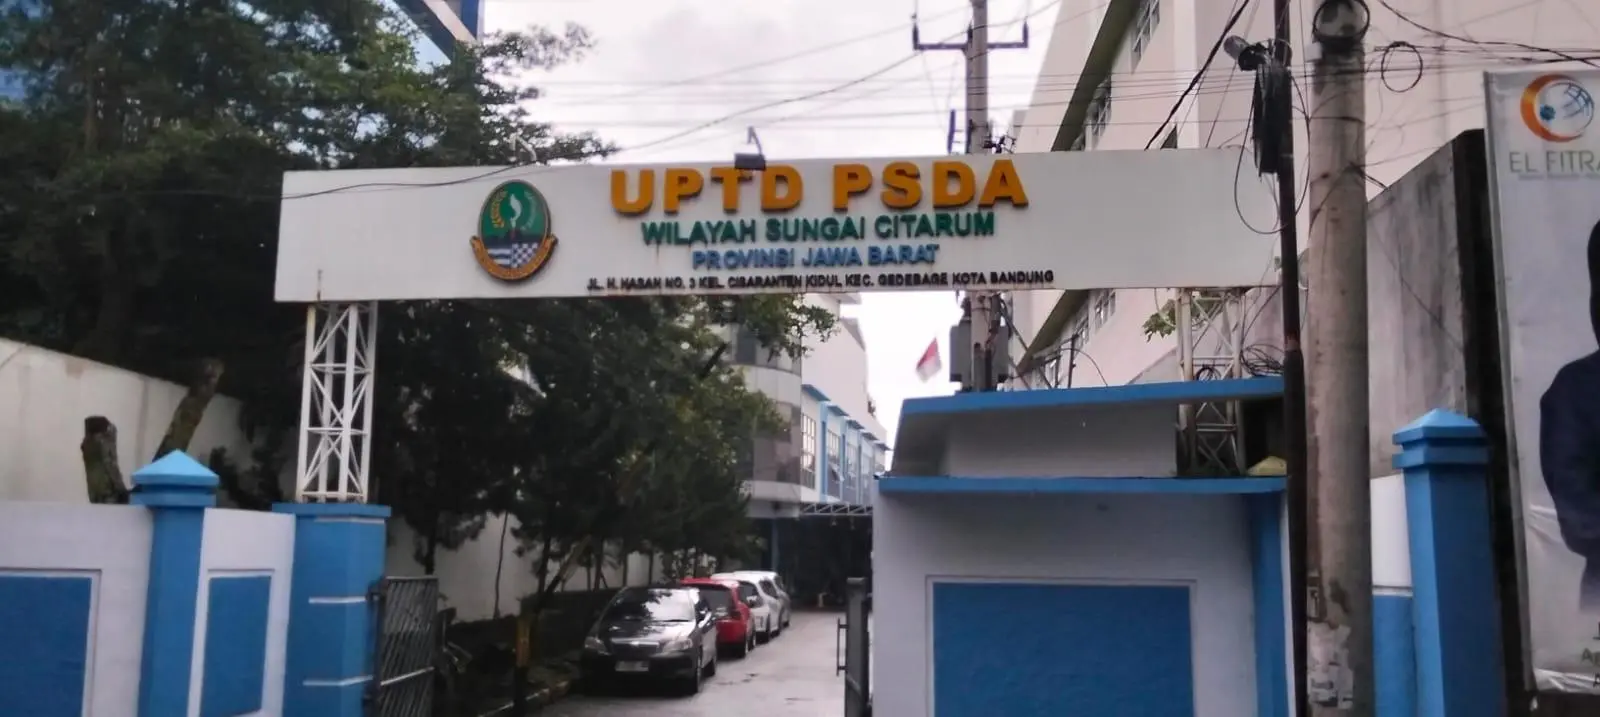 UPTD PSDA
WILAYAH SUNGAI CITARUM
PROVINSI JAWA BARAT
JL. H. HASAN NO. 3 KEL. CISARANTEN KIDUL KEC. GEDEBAGE KOTA BANDUNG
EL FITRA